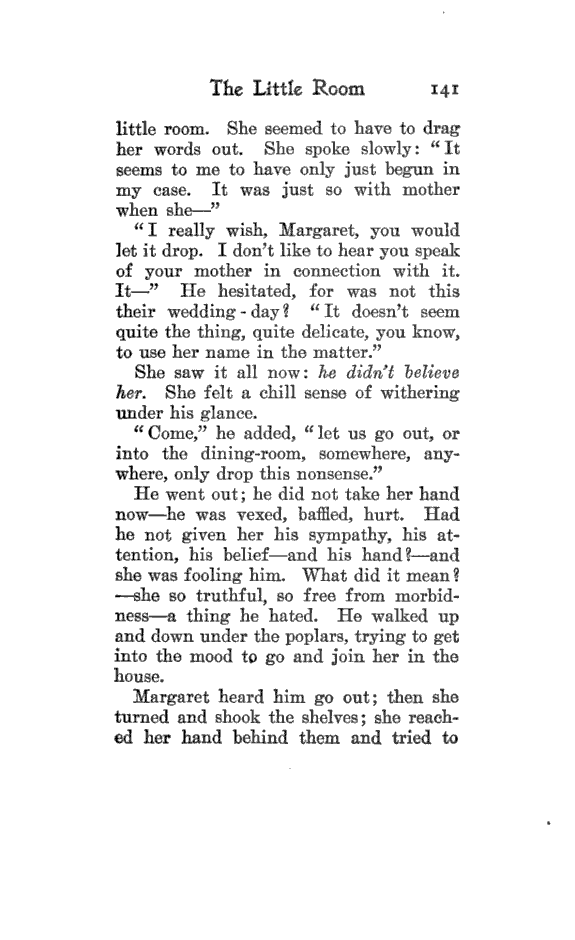 The Little Room 141
little room. She seemed to have to drag
her words out. She spoke slowly: “It
seems to me to have only just begun in
my case. It was just so with mother
when she—”
“I really wish, Margaret, you would
let it drop. I don’t like to hear you speak
of your mother in connection with it.
It—” He hesitated, for was not this
their wedding-day? “It doesn’t seem
quite the thing, quite delicate, you know,
to use her name in the matter.”
She saw it all now: he didn’t believe
her. She felt a chill sense of withering
under his glance.
“Come,” he added, “let us go out, or
into the dining-room, somewhere, any-
where, only drop this nonsense.”
He went out; he did not take her hand
now—he was vexed, baffled, hurt. Had
he not given her his sympathy, his at-
tention, his belief—and his hand?—and
she was fooling him. What did it mean?
—she so truthful, so free from morbid-
ness—a thing he hated. He walked up
and down under the poplars, trying to get
into the mood to go and join her in the
house.
Margaret heard him go out; then she
turned and shook the shelves; she reach-
ed her hand behind them and tried to